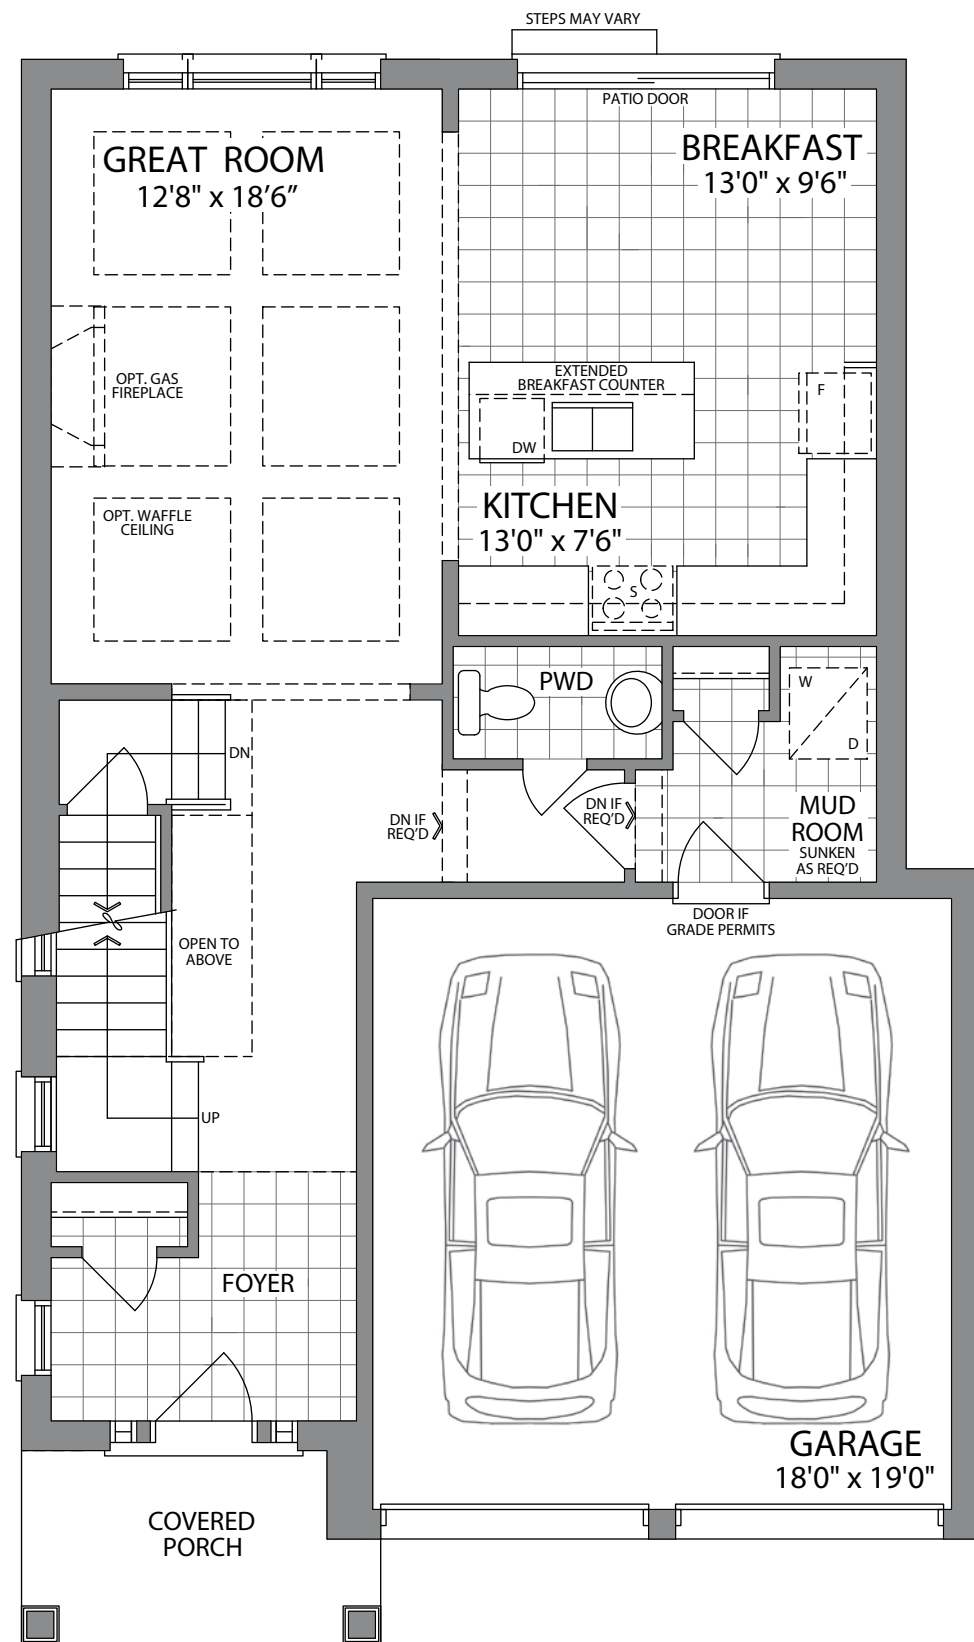 STEPS MAY VARY
PATIO DOOR
GREAT ROOM
12'8" x 18'6"
BREAKFAST
13'0" x 9'6"
OPT. GAS
FIREPLACE
EXTENDED
BREAKFAST COUNTER
F
DW
OPT. WAFFLE
CEILING
KITCHEN
13'0" x 7'6"
S
PWD
W
D
DN
DN IF
REQ'D
DN IF
REQ'D
MUD
ROOM
SUNKEN
AS REQ'D
DOOR IF
GRADE PERMITS
OPEN TO
ABOVE
UP
FOYER
GARAGE
18'0" x 19'0"
COVERED
PORCH